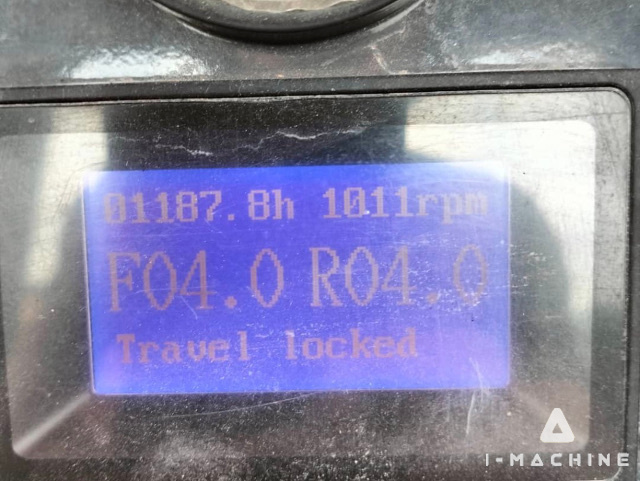 01187.8h 1011rpm
F04.0 R04.0
Travel locked
I-MACHINE